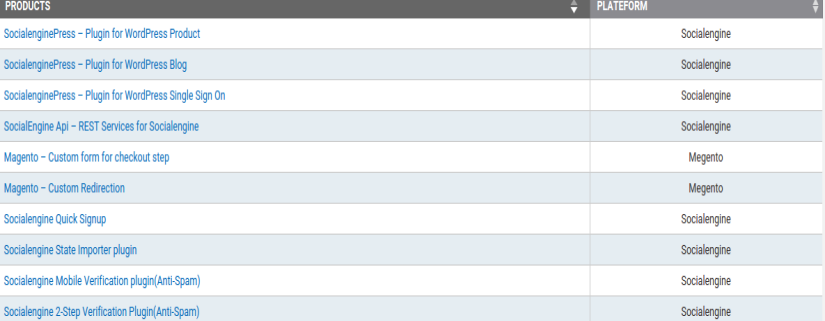 PRODUCTS PLATEFORM
SocialenginePress – Plugin for WordPress Product Socialengine
SocialenginePress – Plugin for WordPress Blog Socialengine
SocialenginePress – Plugin for WordPress Single Sign On Socialengine
SocialEngine Api – REST Services for Socialengine Socialengine
Magento – Custom form for checkout step Megento
Magento – Custom Redirection Megento
Socialengine Quick Signup Socialengine
Socialengine State Importer plugin Socialengine
Socialengine Mobile Verification plugin(Anti-Spam) Socialengine
Socialengine 2-Step Verification Plugin(Anti-Spam) Socialengine